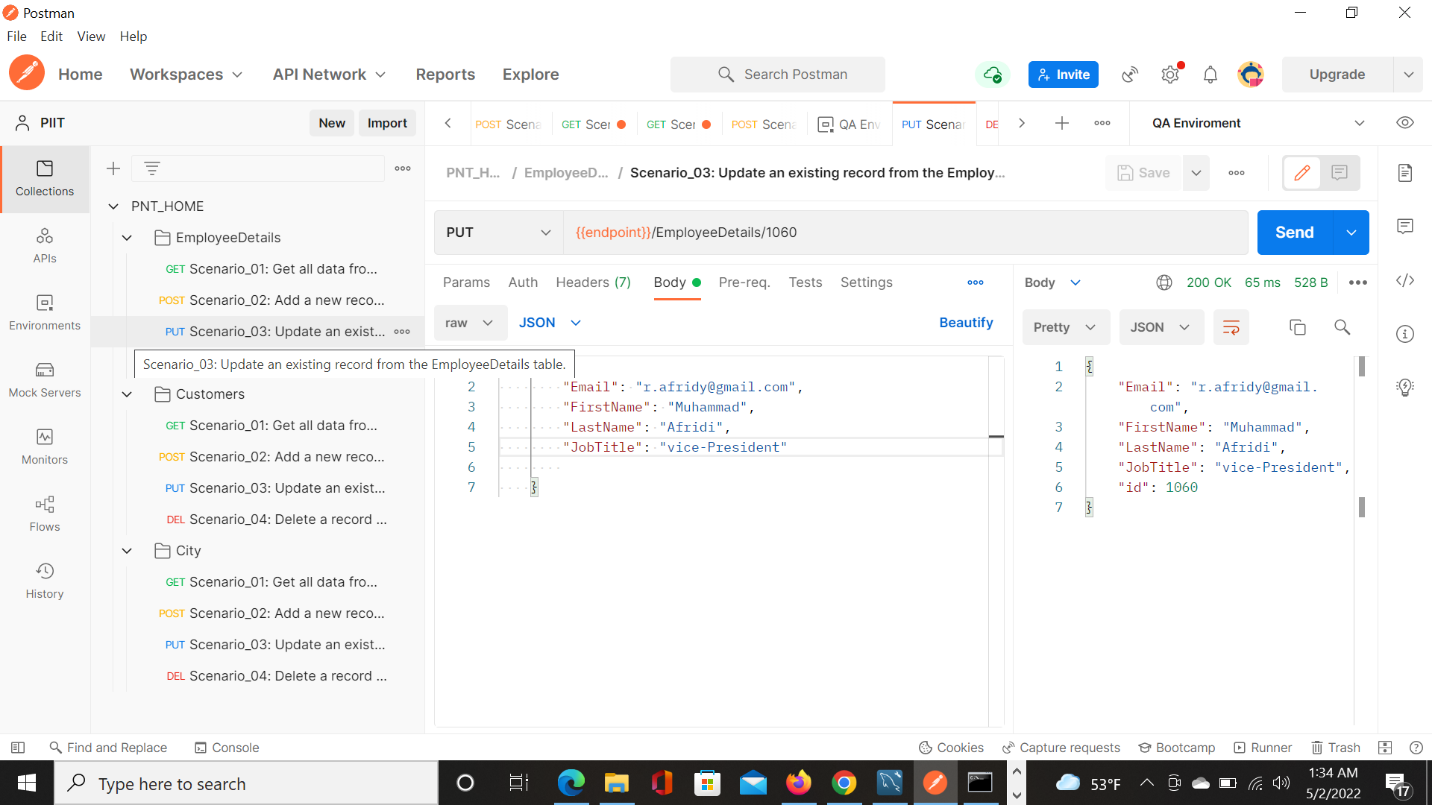 Postman
File Edit View Help
Home Workspaces API Network Reports Explore Search Postman Invite Upgrade
PIIT New Import
POST Scena GET Scer GET Scer POST Scena QA Env PUT Scenar DE QA Enviroment
Collections
APIs
Environments
Mock Servers
Monitors
Flows
History
PNT_HOME
EmployeeDetails
GET Scenario_01: Get all data fro...
POST Scenario_02: Add a new reco...
PUT Scenario_03: Update an exist...
Scenario_03: Update an existing record from the EmployeeDetails table.
Customers
GET Scenario_01: Get all data fro...
POST Scenario_02: Add a new reco...
PUT Scenario_03: Update an exist...
DEL Scenario_04: Delete a record ...
City
GET Scenario_01: Get all data fro...
POST Scenario_02: Add a new reco...
PUT Scenario_03: Update an exist...
DEL Scenario_04: Delete a record ...
PNT_H... / EmployeeD... / Scenario_03: Update an existing record from the Employ...
Save
PUT {{endpoint}}/EmployeeDetails/1060 Send
Params Auth Headers (7) Body Pre-req. Tests Settings
raw JSON Beautify
2 "Email": "r.afridy@gmail.com",
3 "FirstName": "Muhammad",
4 "LastName": "Afridi",
5 "JobTitle": "vice-President"
6
7 }
Body 200 OK 65 ms 528 B
Pretty JSON
1 {
2 "Email": "r.afridy@gmail.
com",
3 "FirstName": "Muhammad",
4 "LastName": "Afridi",
5 "JobTitle": "vice-President",
6 "id": 1060
7 }
Find and Replace Console Cookies Capture requests Bootcamp Runner Trash
Type here to search
53°F
1:34 AM
5/2/2022
17